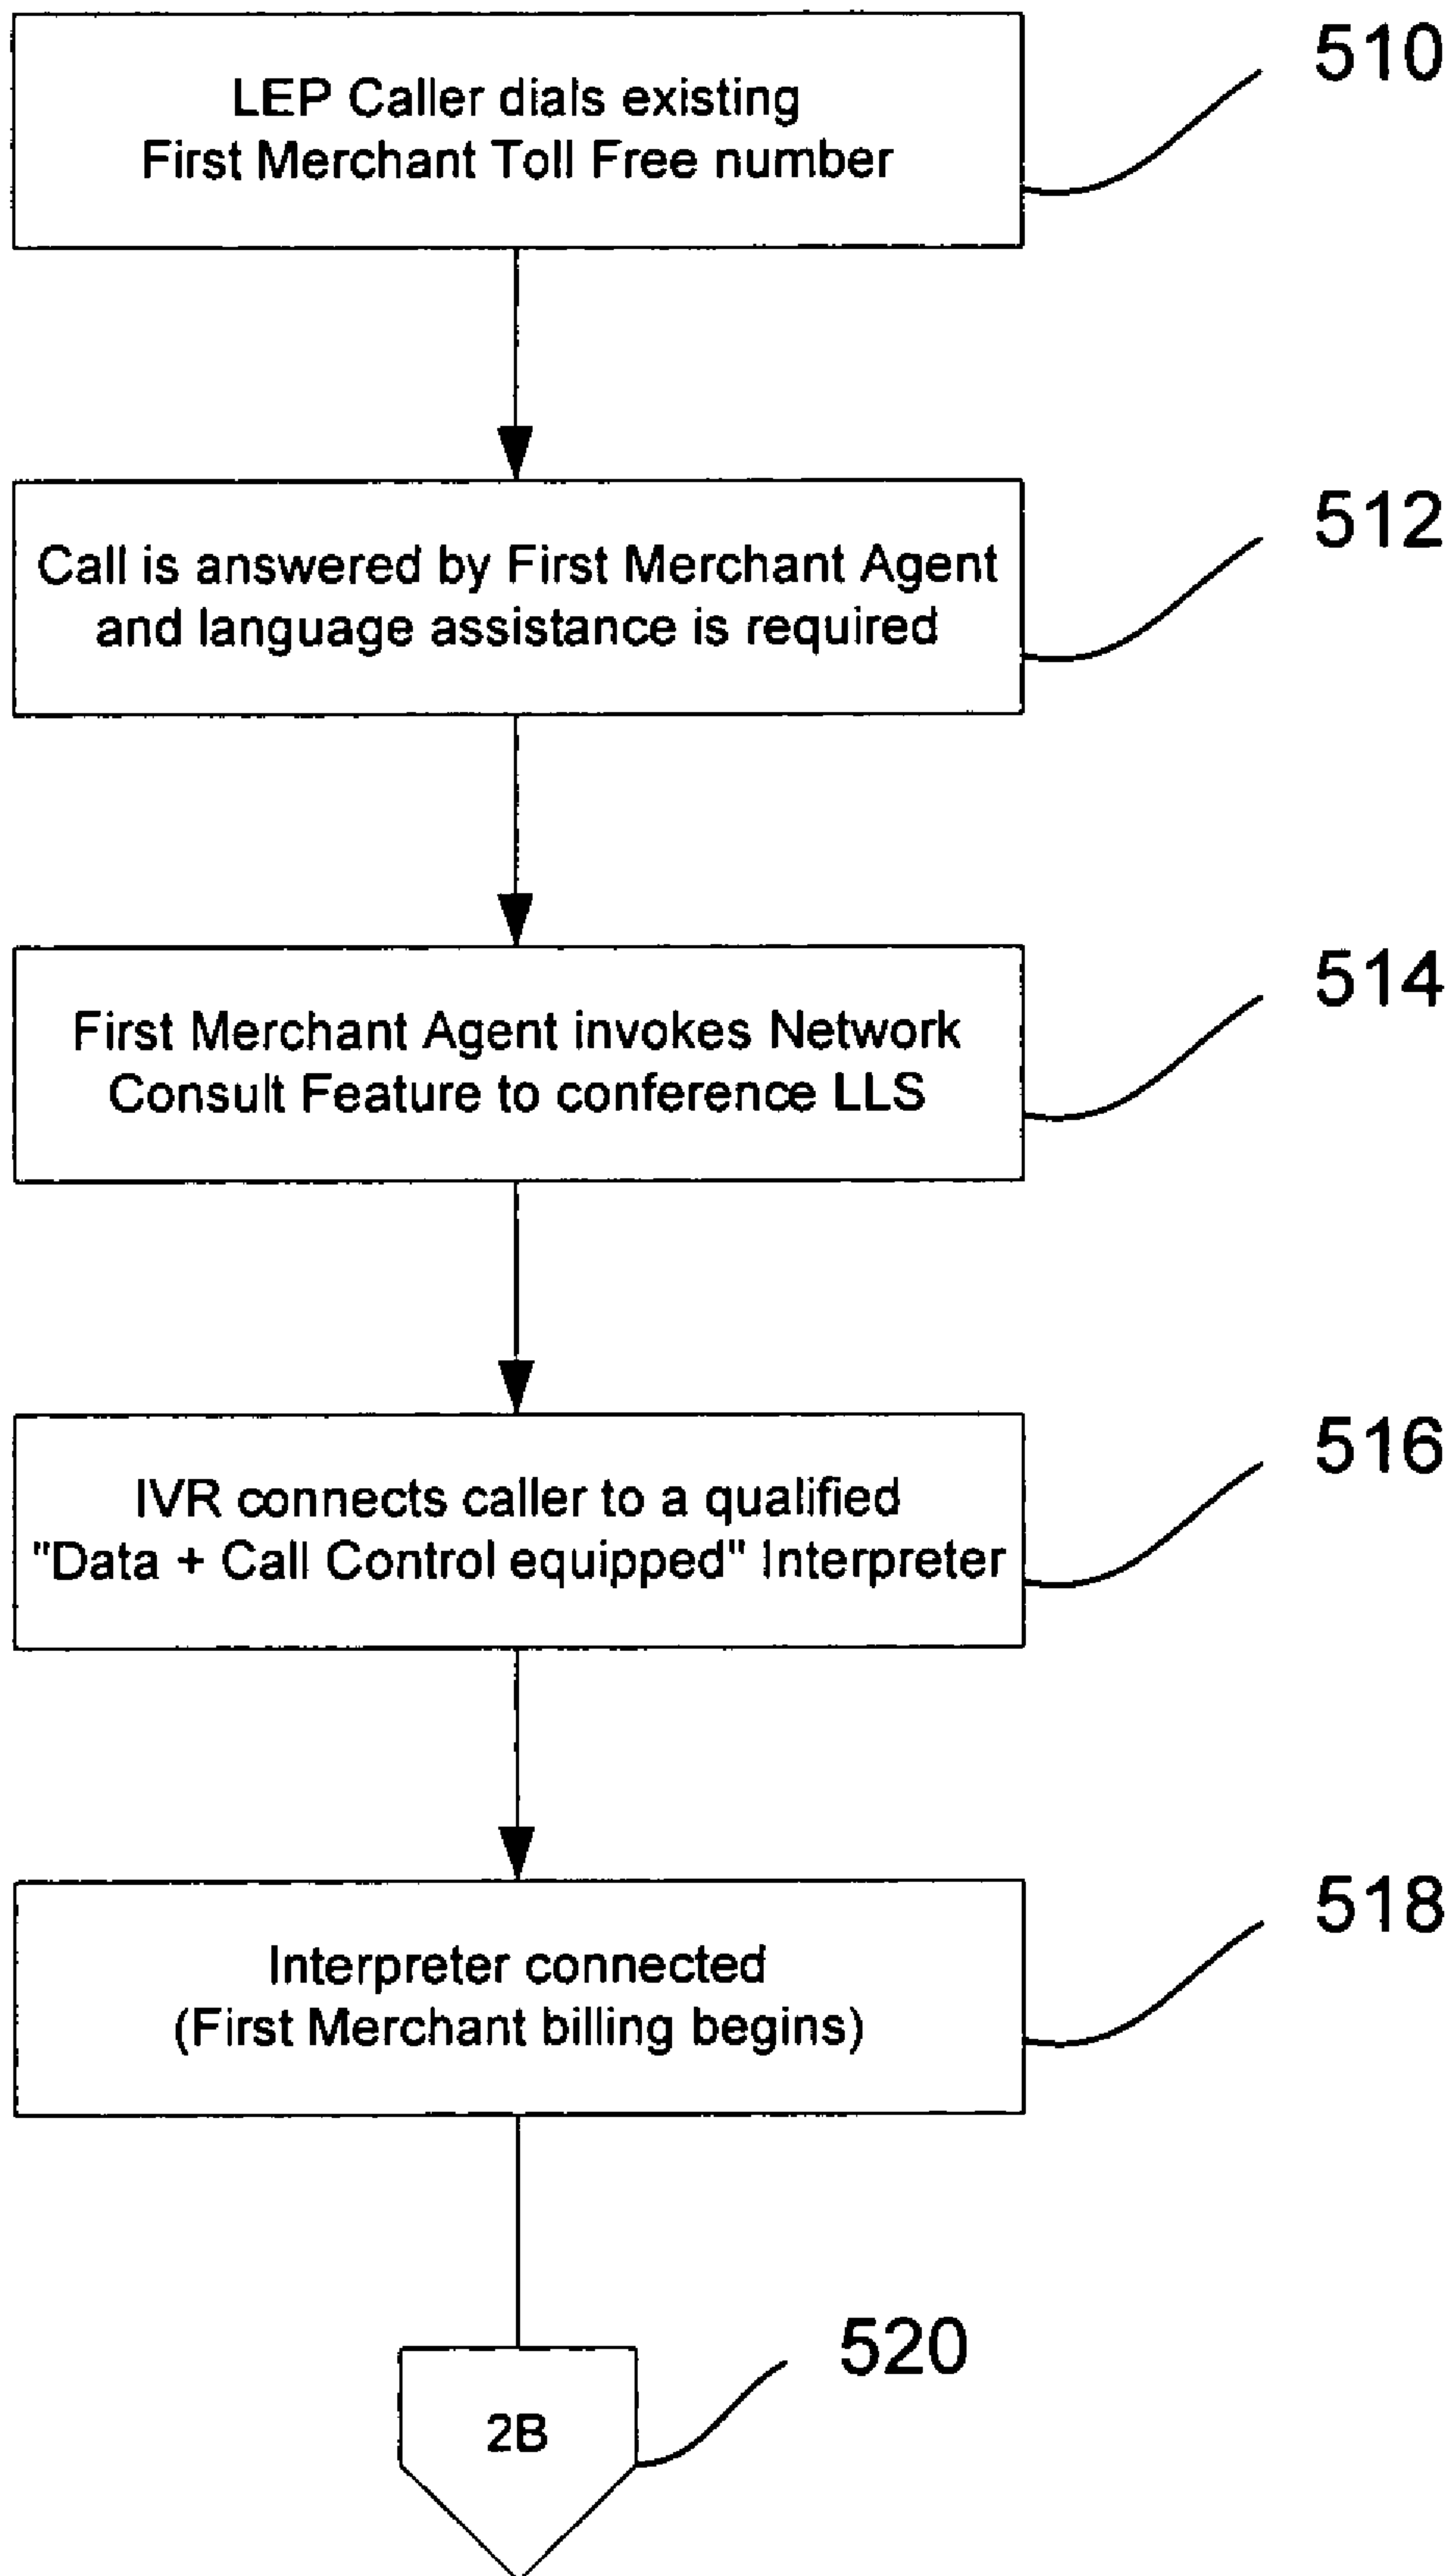 510
LEP Caller dials existing
First Merchant Toll Free number
512
Call is answered by First Merchant Agent
and language assistance is required
514
First Merchant Agent invokes Network
Consult Feature to conference LLS
516
IVR connects caller to a qualified
"Data + Call Control equipped" Interpreter
518
Interpreter connected
(First Merchant billing begins)
520
2B